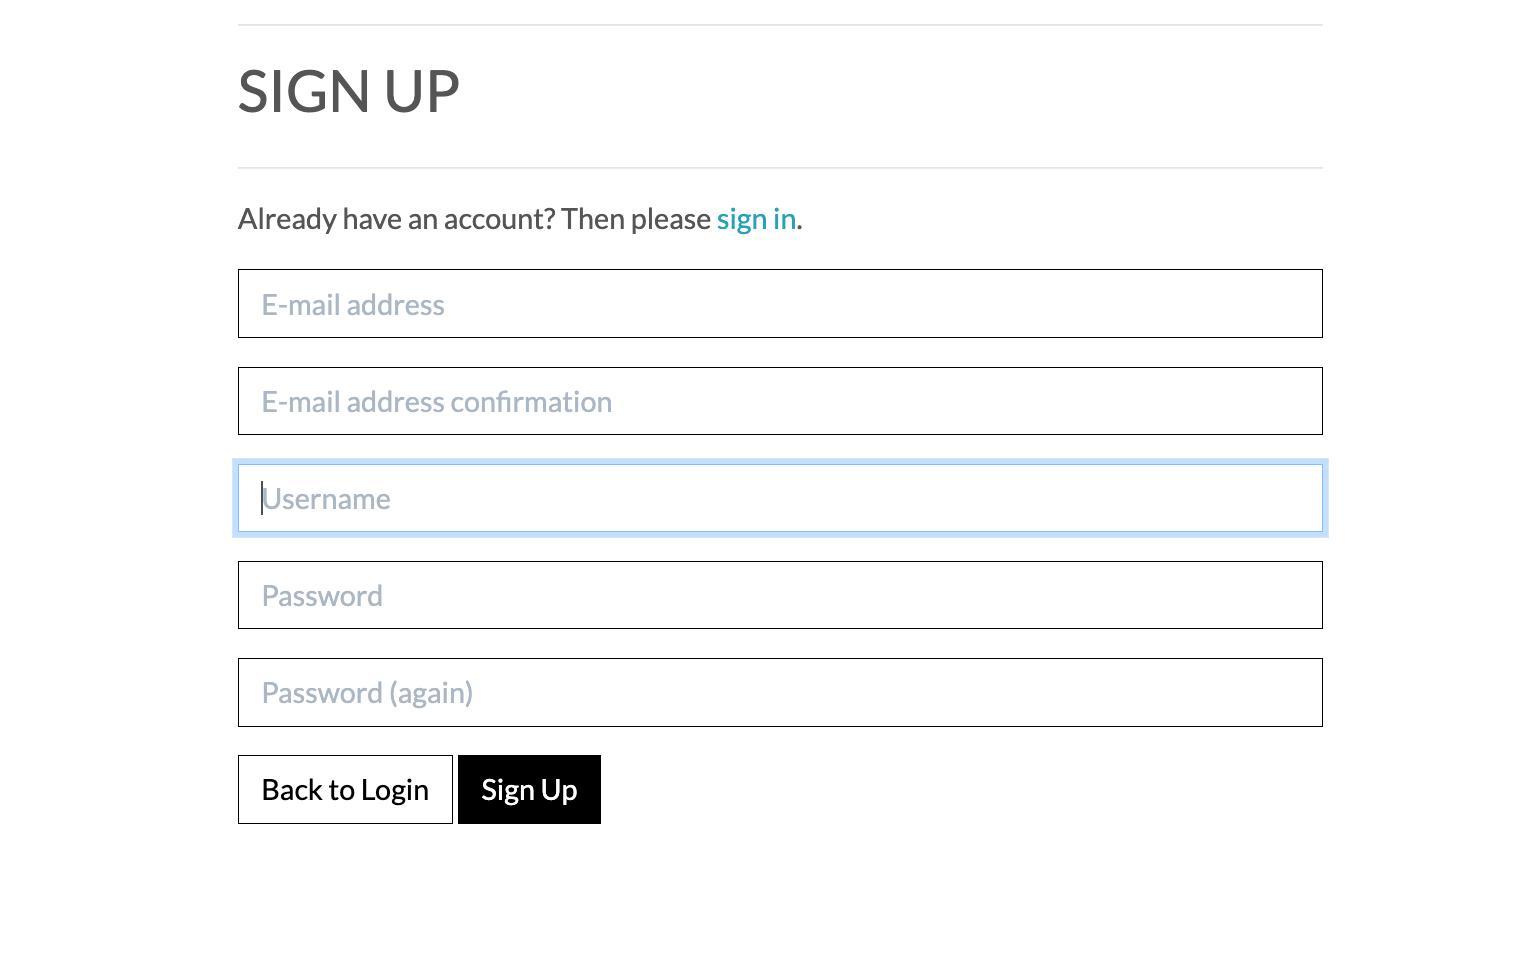 SIGN UP
Already have an account? Then please sign in.
E-mail address
E-mail address confirmation
Username
Password
Password (again)
Back to Login Sign Up